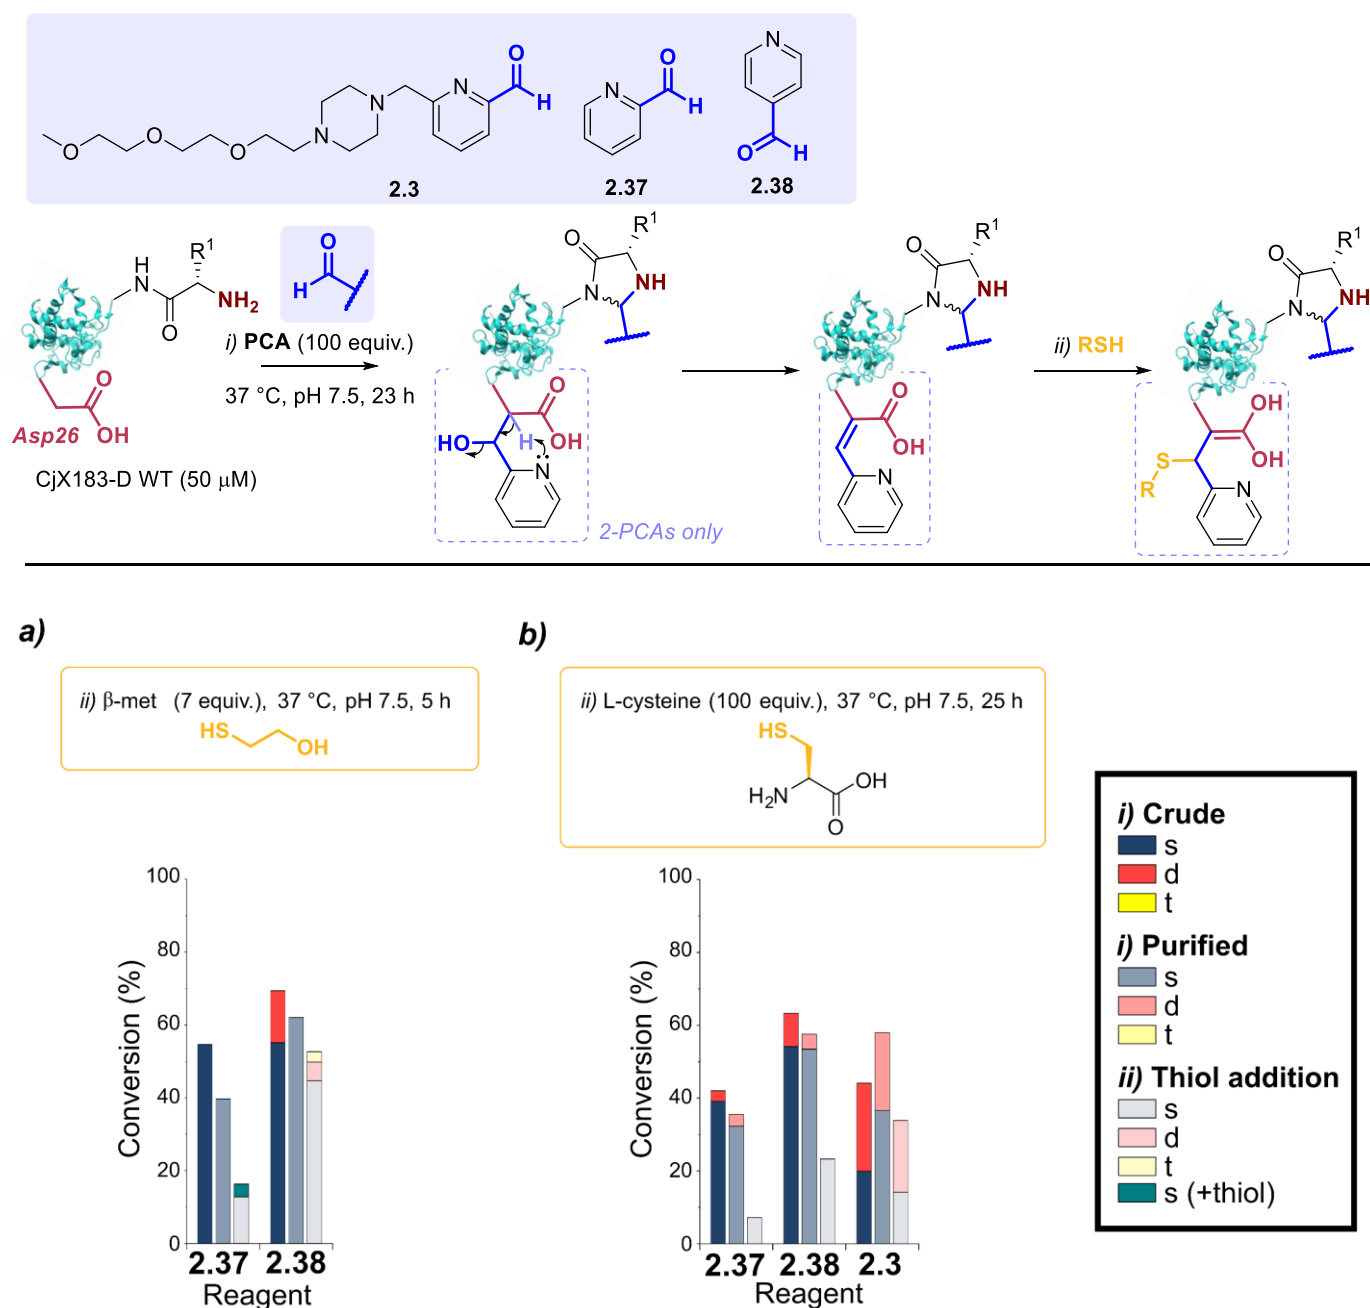 N
O
O
H
N
N
N
O
O
O
2.3
N
O
H
2.37
N
O
H
2.38
R¹
H
N
O
NH₂
O
H
i) PCA (100 equiv.)
37 °C, pH 7.5, 23 h
O
OH
Asp26
CjX183-D WT (50 μM)
O
R¹
N
NH
O
OH
HO
H
N
2-PCAs only
O
R¹
N
NH
O
OH
N
ii) RSH
O
R¹
N
NH
OH
OH
S
R
N
a)
ii) β-met (7 equiv.), 37 °C, pH 7.5, 5 h
HS
OH
b)
ii) L-cysteine (100 equiv.), 37 °C, pH 7.5, 25 h
HS
H₂N
OH
O
Conversion (%)
100
80
60
40
20
0
2.37 2.38
Reagent
Conversion (%)
100
80
60
40
20
0
2.37 2.38 2.3
Reagent
i) Crude
s
d
t
i) Purified
s
d
t
ii) Thiol addition
s
d
t
s (+thiol)